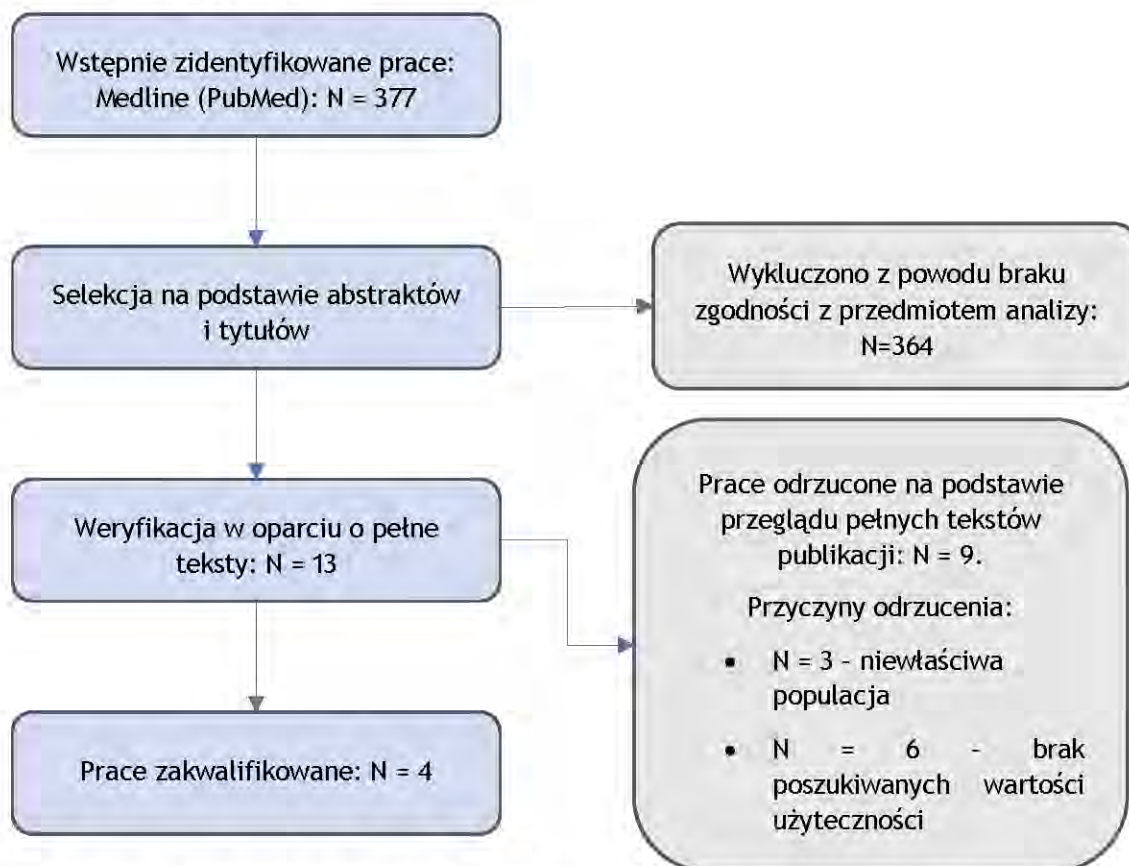 Wstępnie zidentyfikowane prace:
Medline (PubMed): N = 377
Selekcja na podstawie abstraktów
i tytułów
Wykluczono z powodu braku
zgodności z przedmiotem analizy:
N=364
Weryfikacja w oparciu o pełne
teksty: N = 13
Prace odrzucone na podstawie
przeglądu pełnych tekstów
publikacji: N = 9.
Przyczyny odrzucenia:
• N = 3 - niewłaściwa
populacja
• N = 6 - brak
poszukiwanych wartości
użyteczności
Prace zakwalifikowane: N = 4